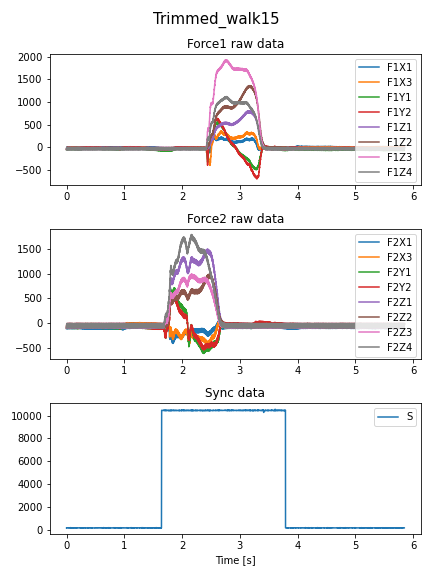 Trimmed_walk15
Force1 raw data
2000
1500
1000
500
0
−500
F1X1
F1X3
F1Y1
F1Y2
F1Z1
F1Z2
F1Z3
F1Z4
0 1 2 3 4 5 6
Force2 raw data
1500
1000
500
0
−500
F2X1
F2X3
F2Y1
F2Y2
F2Z1
F2Z2
F2Z3
F2Z4
0 1 2 3 4 5 6
Sync data
10000
8000
6000
4000
2000
0
S
0 1 2 3 4 5 6
Time [s]